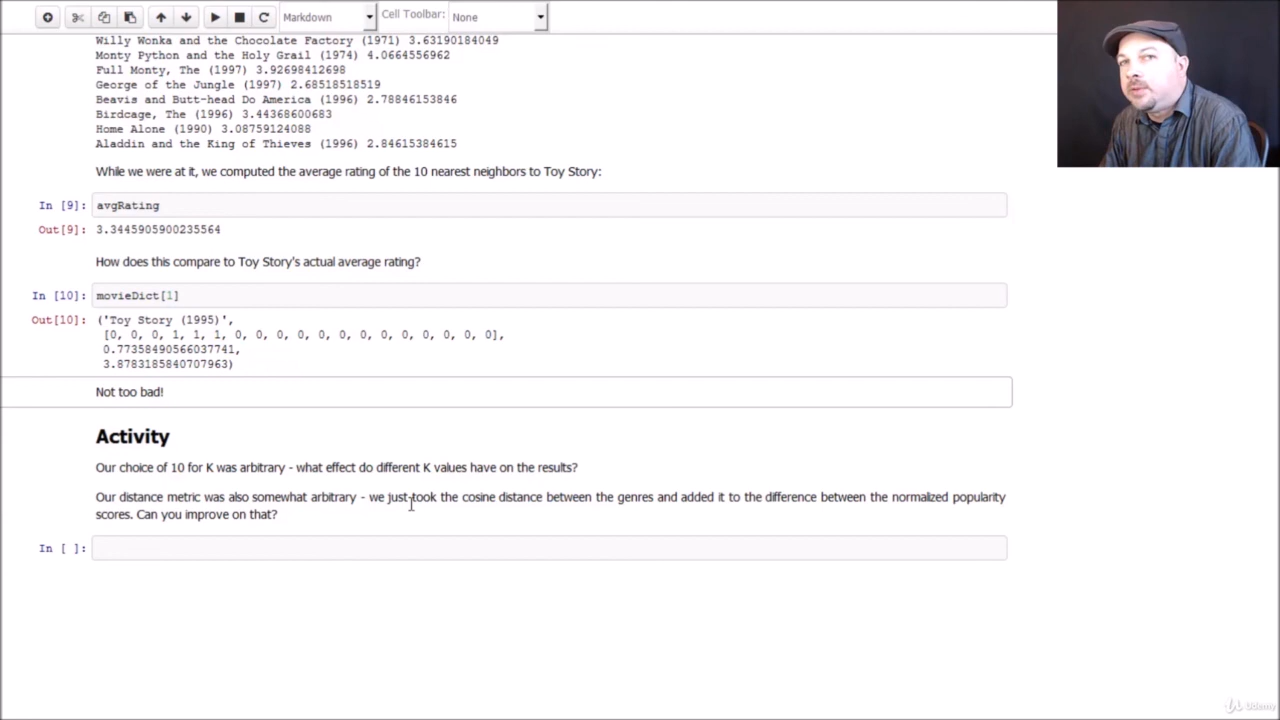 Markdown
Cell Toolbar:
None
Willy Wonka and the Chocolate Factory (1971) 3.63190184049
Monty Python and the Holy Grail (1974) 4.0664556962
Full Monty, The (1997) 3.92698412698
George of the Jungle (1997) 2.68518518519
Beavis and Butt-head Do America (1996) 2.78846153846
Birdcage, The (1996) 3.44368600683
Home Alone (1990) 3.08759124088
Aladdin and the King of Thieves (1996) 2.84615384615
While we were at it, we computed the average rating of the 10 nearest neighbors to Toy Story:
In [9]: avgRating
Out[9]: 3.3445905900235564
How does this compare to Toy Story's actual average rating?
In [10]: movieDict[1]
Out[10]: ('Toy Story (1995)',
[0, 0, 0, 1, 1, 1, 0, 0, 0, 0, 0, 0, 0, 0, 0, 0, 0, 0, 0],
0.77358490566037741,
3.8783185840707963)
Not too bad!
Activity
Our choice of 10 for K was arbitrary - what effect do different K values have on the results?
Our distance metric was also somewhat arbitrary - we just took the cosine distance between the genres and added it to the difference between the normalized popularity
scores. Can you improve on that?
In [ ]:
Udemy